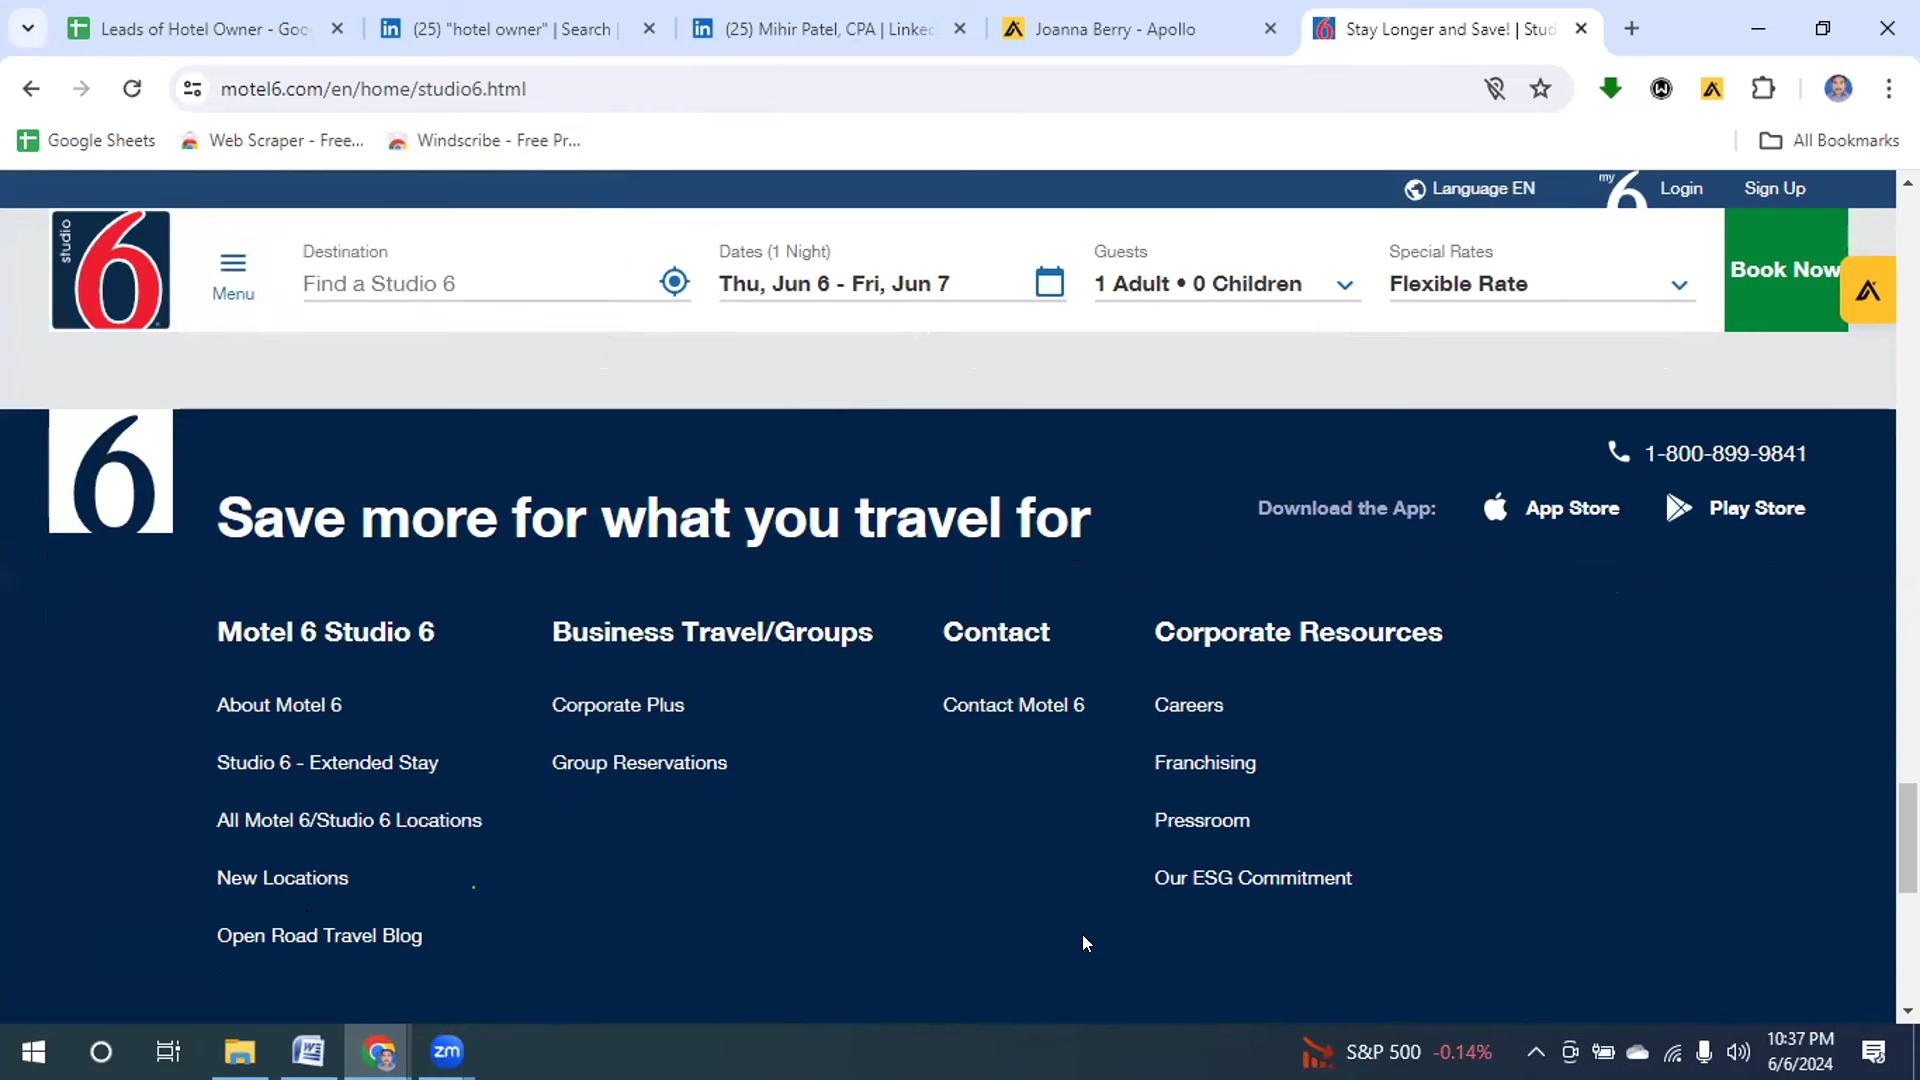 Leads of Hotel Owner - Goo
(25) "hotel owner" | Search |
(25) Mihir Patel, CPA | Linked
Joanna Berry - Apollo
Stay Longer and Save! | Stud
motel6.com/en/home/studio6.html
Google Sheets
Web Scraper - Free...
Windscribe - Free Pr...
All Bookmarks
Language EN
my 6
Login
Sign Up
studio 6
Menu
Destination
Find a Studio 6
Dates (1 Night)
Thu, Jun 6 - Fri, Jun 7
Guests
1 Adult • 0 Children
Special Rates
Flexible Rate
Book Now
6
1-800-899-9841
Save more for what you travel for
Download the App:
App Store
Play Store
Motel 6 Studio 6
Business Travel/Groups
Contact
Corporate Resources
About Motel 6
Corporate Plus
Contact Motel 6
Careers
Studio 6 - Extended Stay
Group Reservations
Franchising
All Motel 6/Studio 6 Locations
Pressroom
New Locations
Our ESG Commitment
Open Road Travel Blog
zm
S&P 500 -0.14%
10:37 PM
6/6/2024